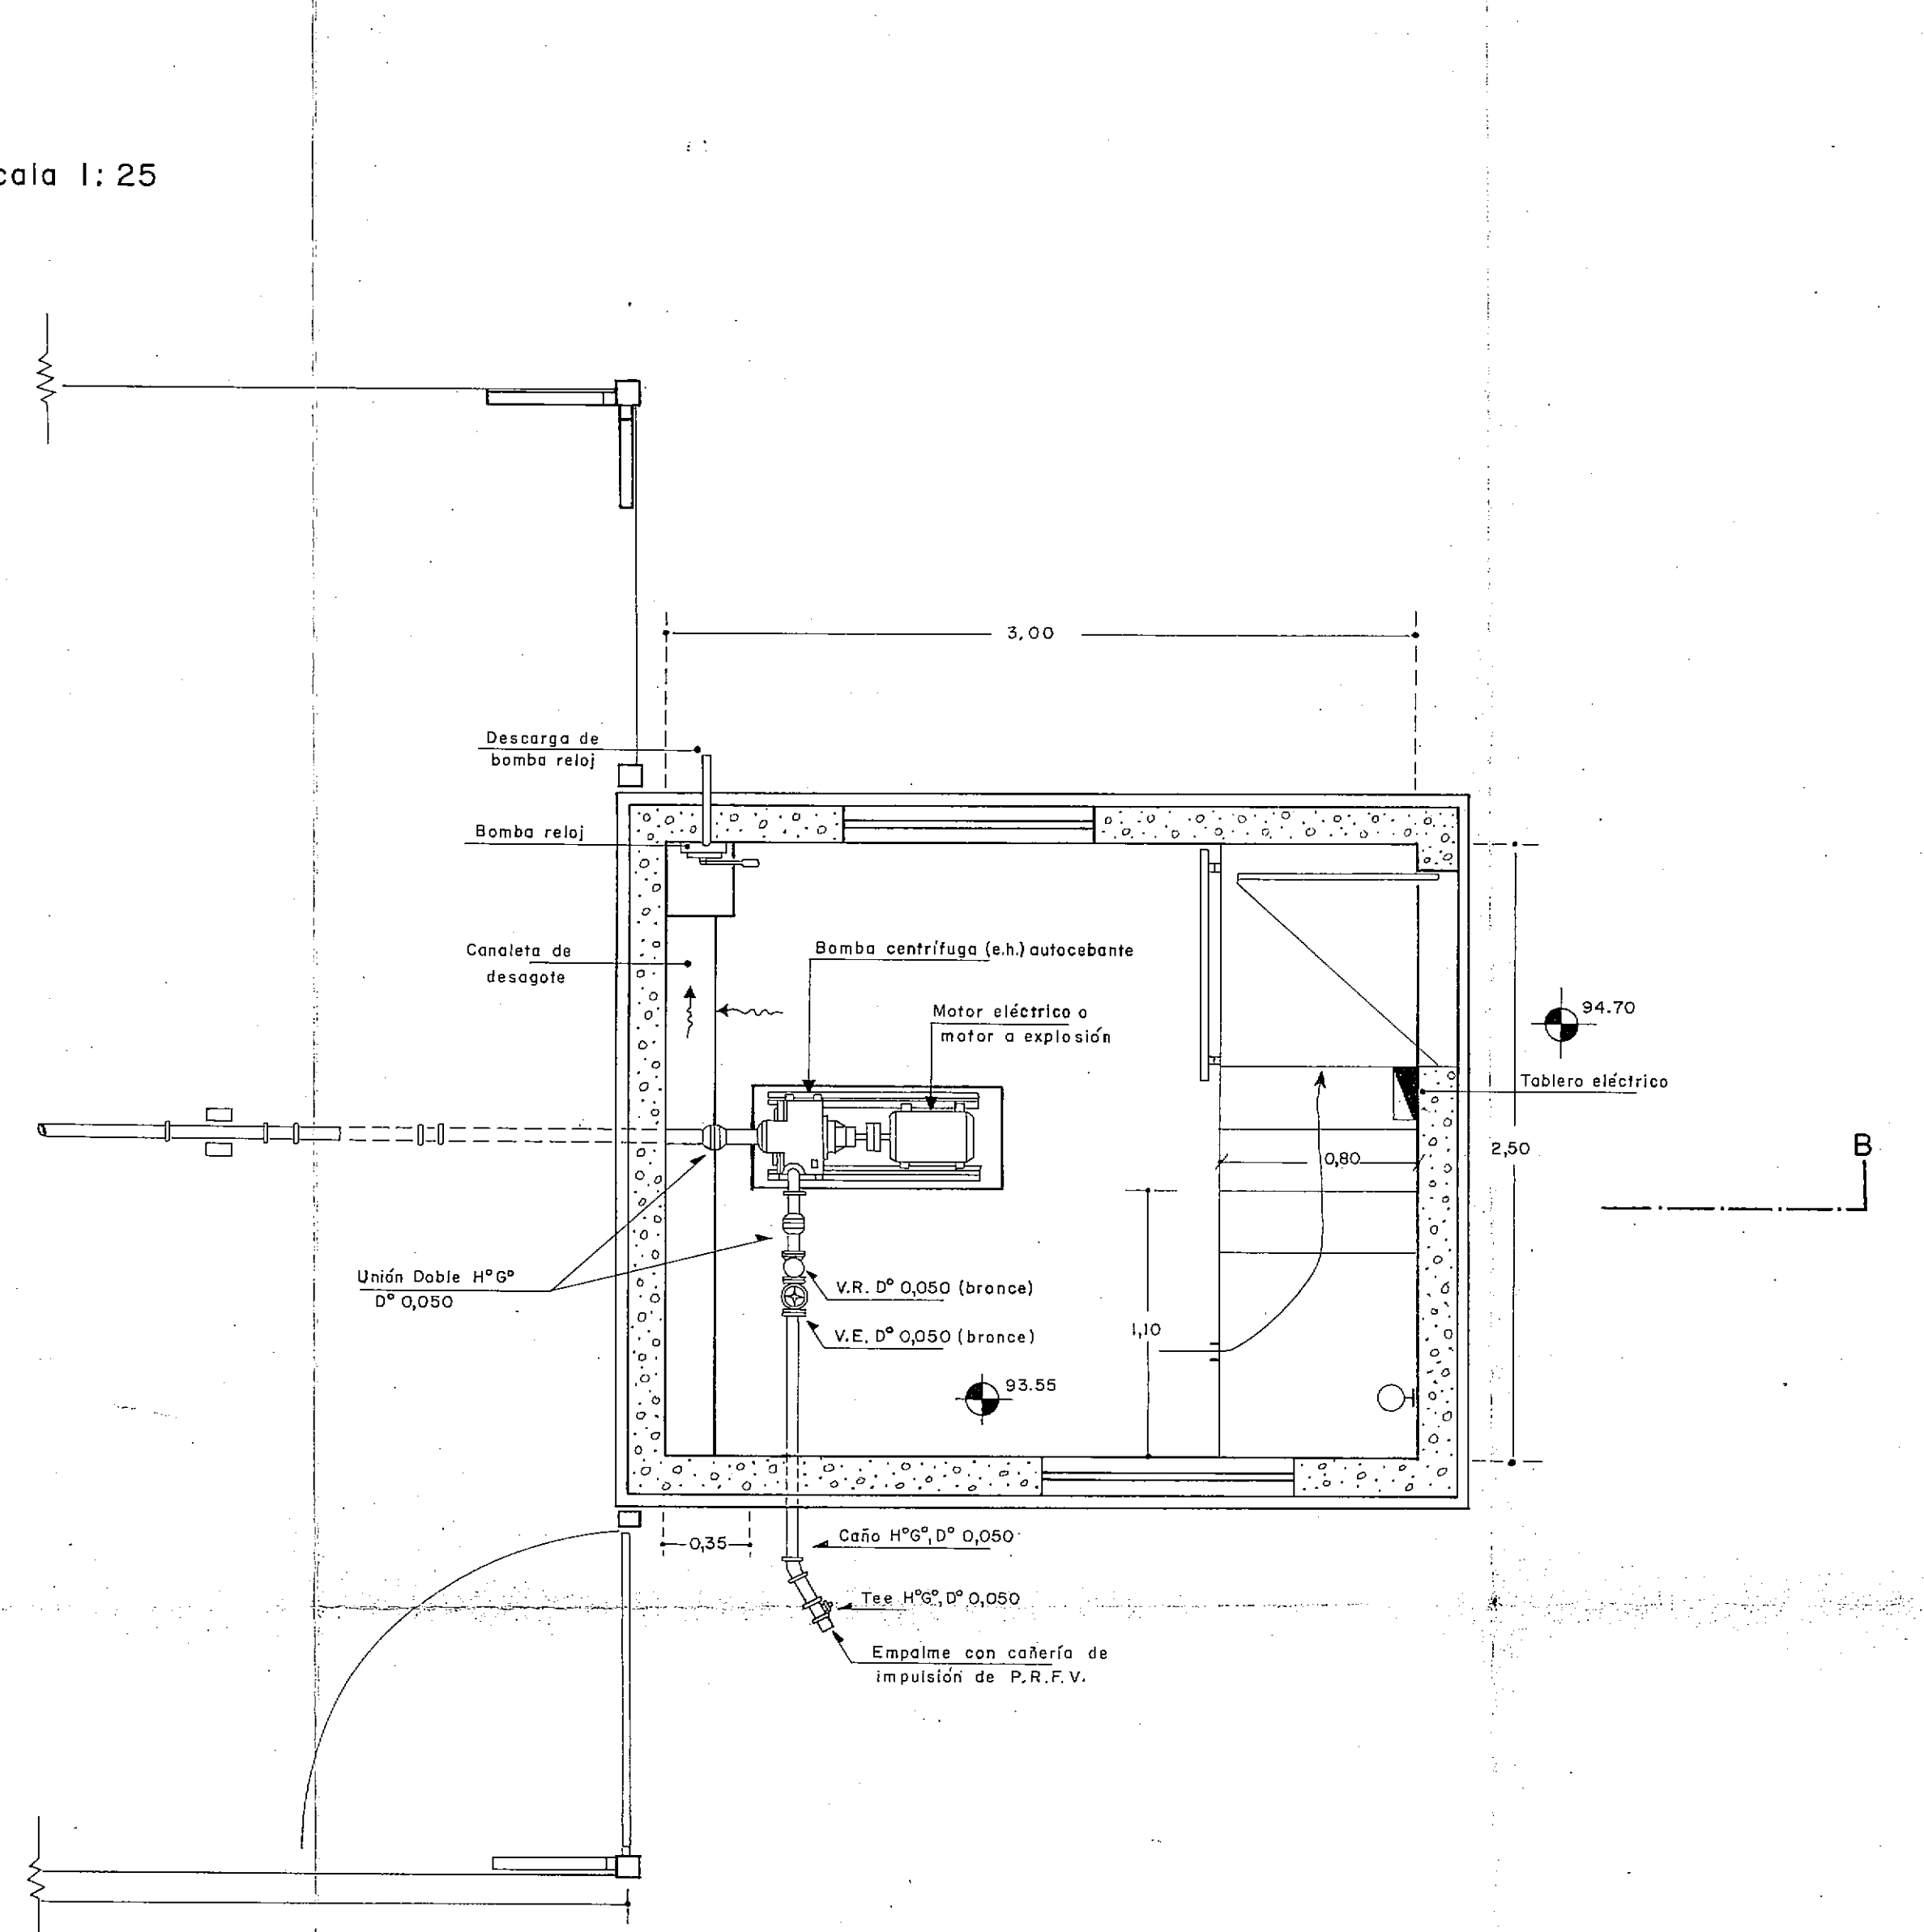 cala 1:25
3,00
Descarga de
bomba reloj
Bomba reloj
Canaleta de
desagote
Bomba centrífuga (e.h.) autocebante
Motor eléctrico o
motor a explosión
94.70
Tablero eléctrico
0,80
2,50
B
Unión Doble H°G°
D° 0,050
V.R. D° 0,050 (bronce)
V.E. D° 0,050 (bronce)
1,10
93.55
0,35
Caño H°G°, D° 0,050
Tee H°G°, D° 0,050
Empalme con cañería de
impulsión de P.R.F.V.